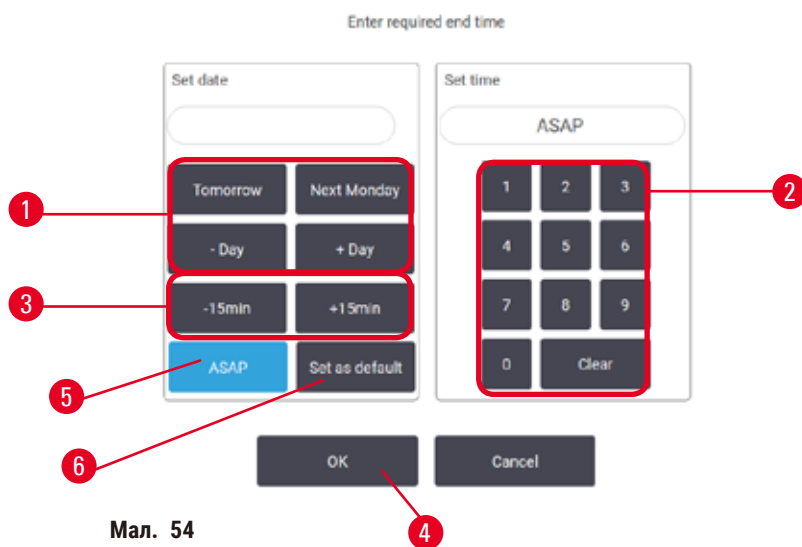 Enter required end time
Set date
Set time
ASAP
Tomorrow
Next Monday
1
2
3
1
2
- Day
+ Day
4
5
6
3
-15min
+15min
7
8
9
ASAP
Set as default
0
Clear
5
6
OK
Cancel
4
Мал. 54